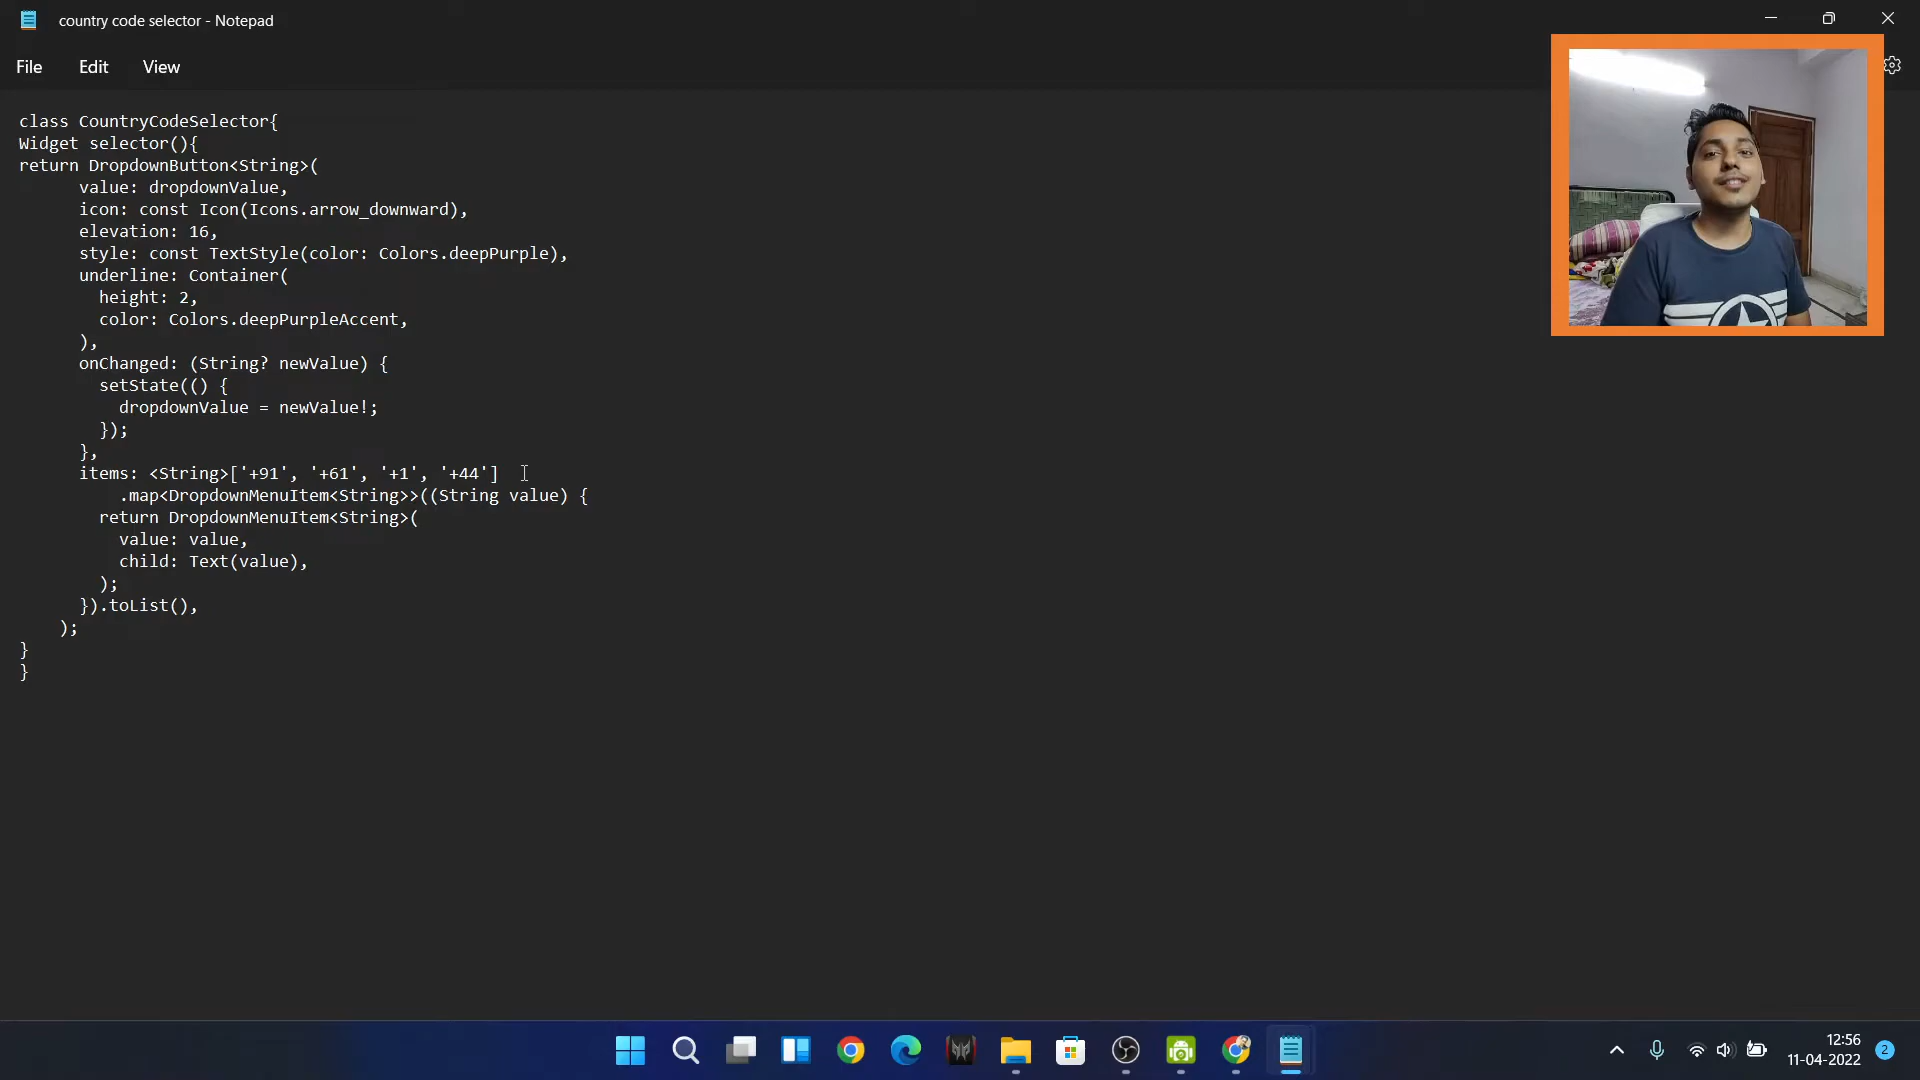 country code selector - Notepad
File Edit View
class CountryCodeSelector{
Widget selector(){
return DropdownButton<String>(
value: dropdownValue,
icon: const Icon(Icons.arrow_downward),
elevation: 16,
style: const TextStyle(color: Colors.deepPurple),
underline: Container(
height: 2,
color: Colors.deepPurpleAccent,
),
onChanged: (String? newValue) {
setState(() {
dropdownValue = newValue!;
});
},
items: <String>['+91', '+61', '+1', '+44']
.map<DropdownMenuItem<String>>((String value) {
return DropdownMenuItem<String>(
value: value,
child: Text(value),
);
}).toList(),
);
}
}
12:56
11-04-2022
2